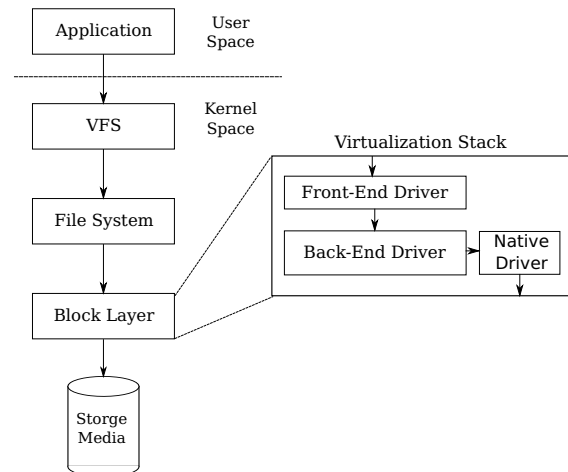 Application
User
Space
VFS
Kernel
Space
Virtualization Stack
Front-End Driver
File System
Back-End Driver
Native
Driver
Block Layer
Storge
Media